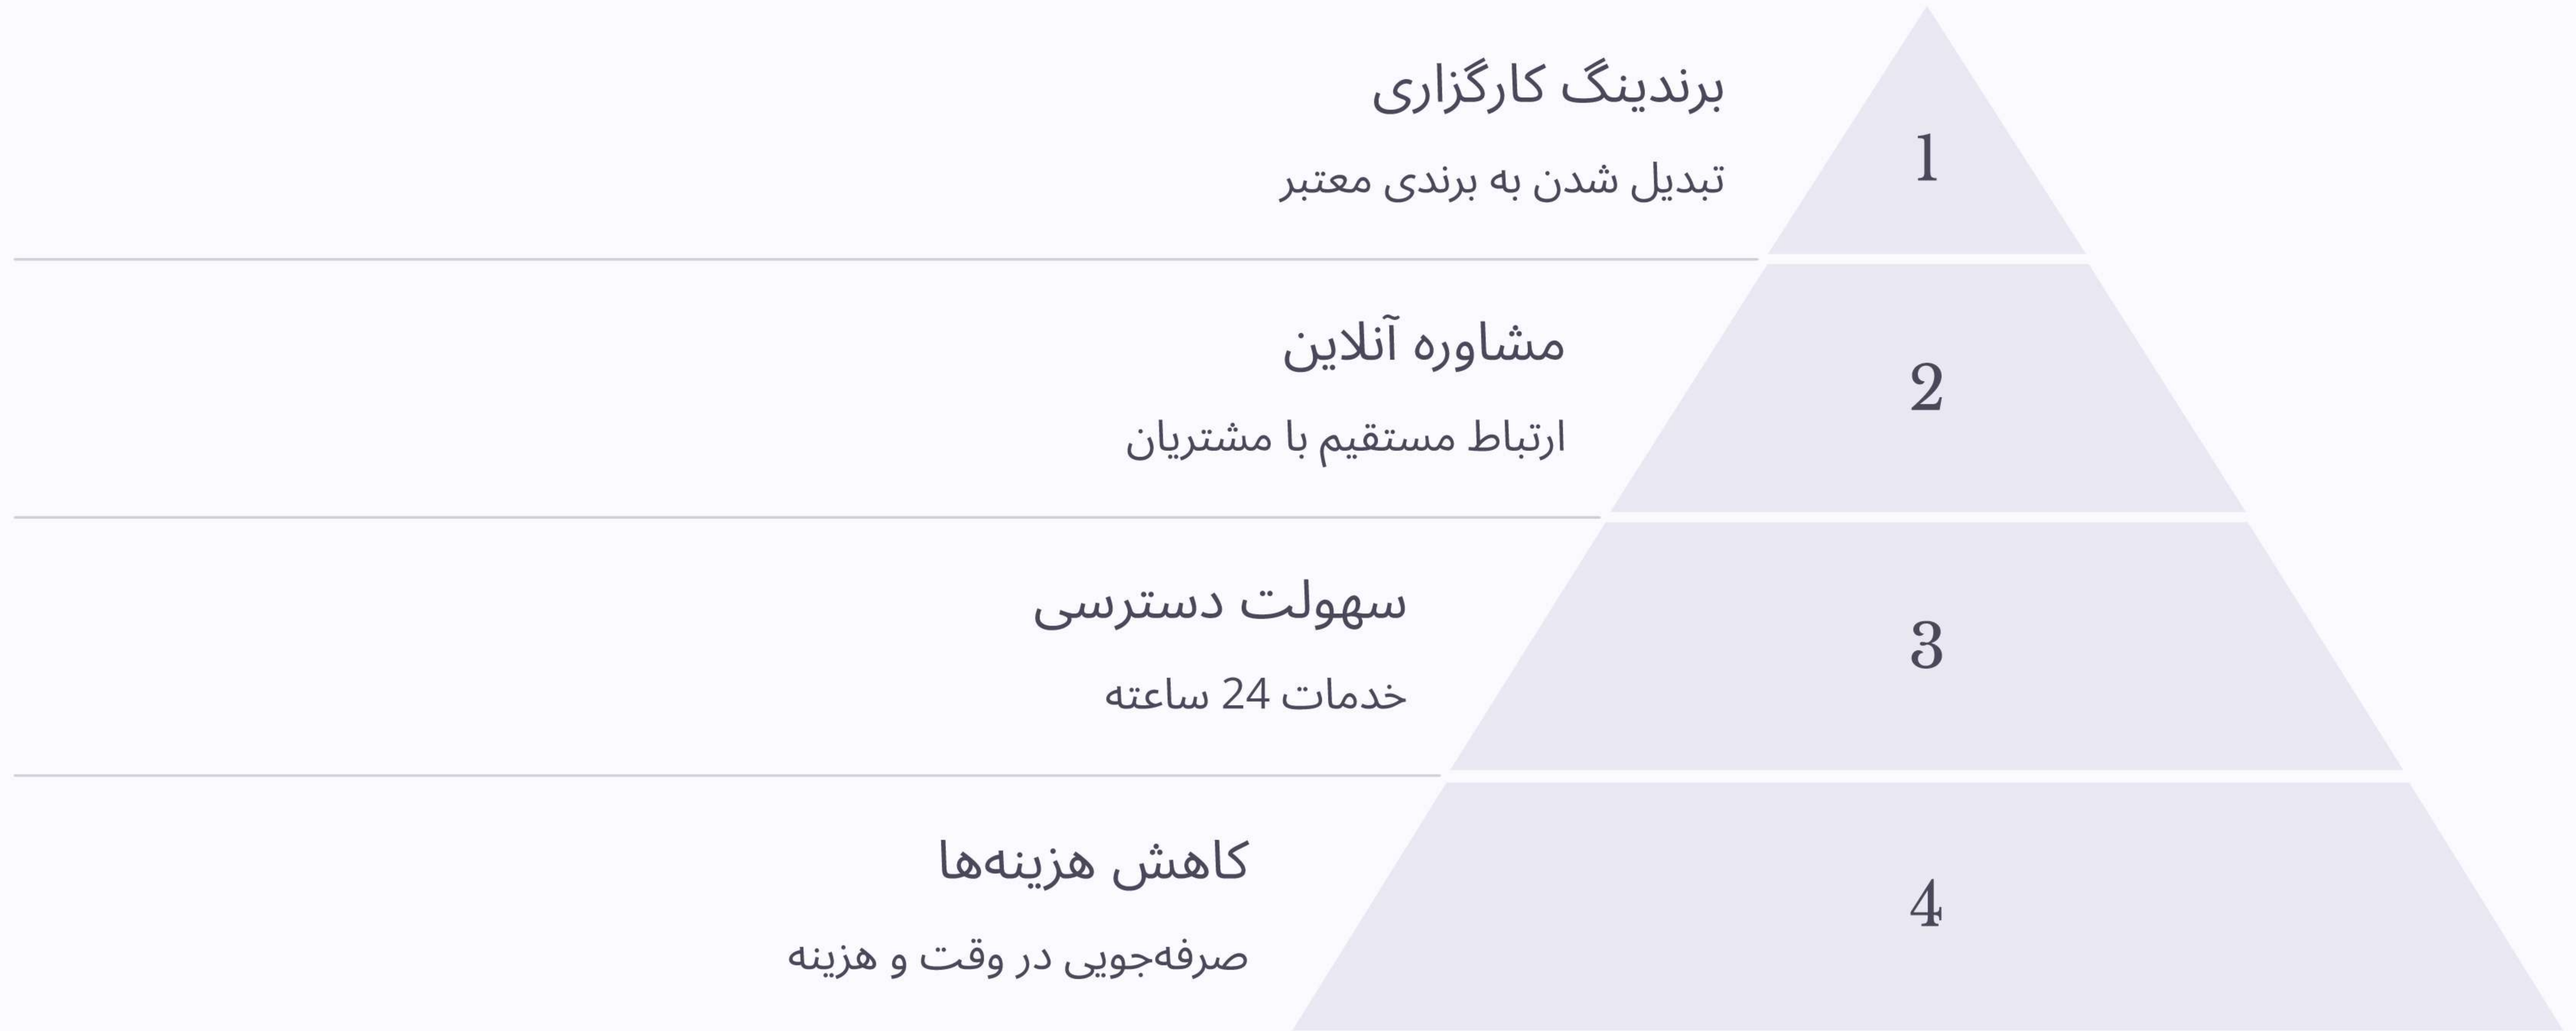 برندینگ کارگزاری
تبدیل شدن به برندی معتبر
1
مشاوره آنلاین
ارتباط مستقیم با مشتریان
2
سهولت دسترسی
خدمات 24 ساعته
3
کاهش هزینه‌ها
صرفه‌جویی در وقت و هزینه
4